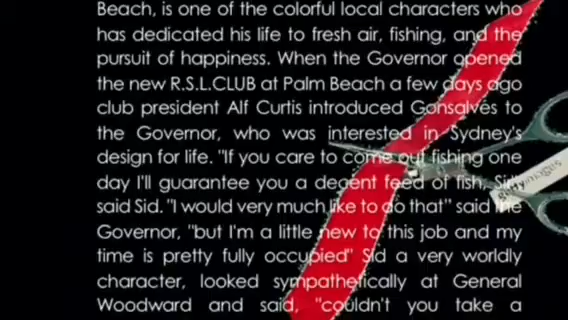 Beach, is one of the colorful local characters who
has dedicated his life to fresh air, fishing, and the
pursuit of happiness. When the Governor opened
the new R.S.L.CLUB at Palm Beach a few days ago
club president Alf Curtis introduced Gonsalves to
the Governor, who was interested in Sydney's
design for life. "If you care to come out fishing one
day I'll guarantee you a decent feed of fish, Sir"
said Sid. "I would very much like to do that" said the
Governor, "but I'm a little new to this job and my
time is pretty fully occupied" Sid a very worldly
character, looked sympathetically at General
Woodward and said, "couldn't you take a